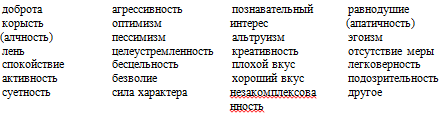 доброта агрессивность познавательный равнодушие
корысть оптимизм интерес (апатичность)
(алчность) пессимизм альтруизм эгоизм
лень целеустремленность креативность отсутствие меры
спокойствие бесцельность плохой вкус легковерность
активность безволие хороший вкус подозрительность
суетность сила характера незакомплексова другое
нность